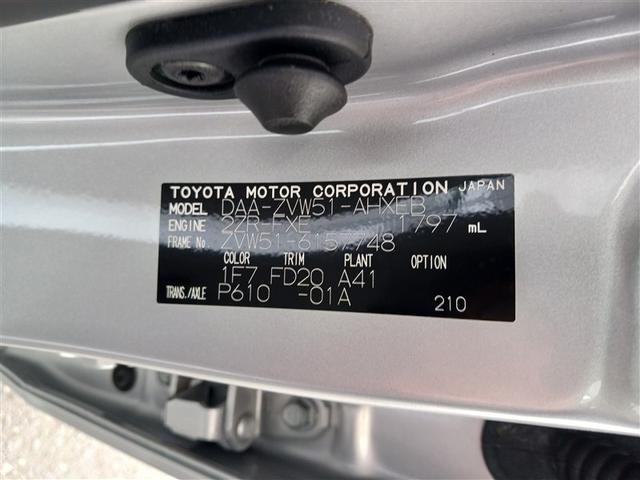 TOYOTA MOTOR CORPORATION JAPAN
MODEL DAA-ZVW51-AHXEB
ENGINE 2ZR-FXE 1797 mL
FRAME No ZVW51-6157748
COLOR TRIM PLANT OPTION
1F7 FD20 A41
TRANS./AXLE P610 -01A 210